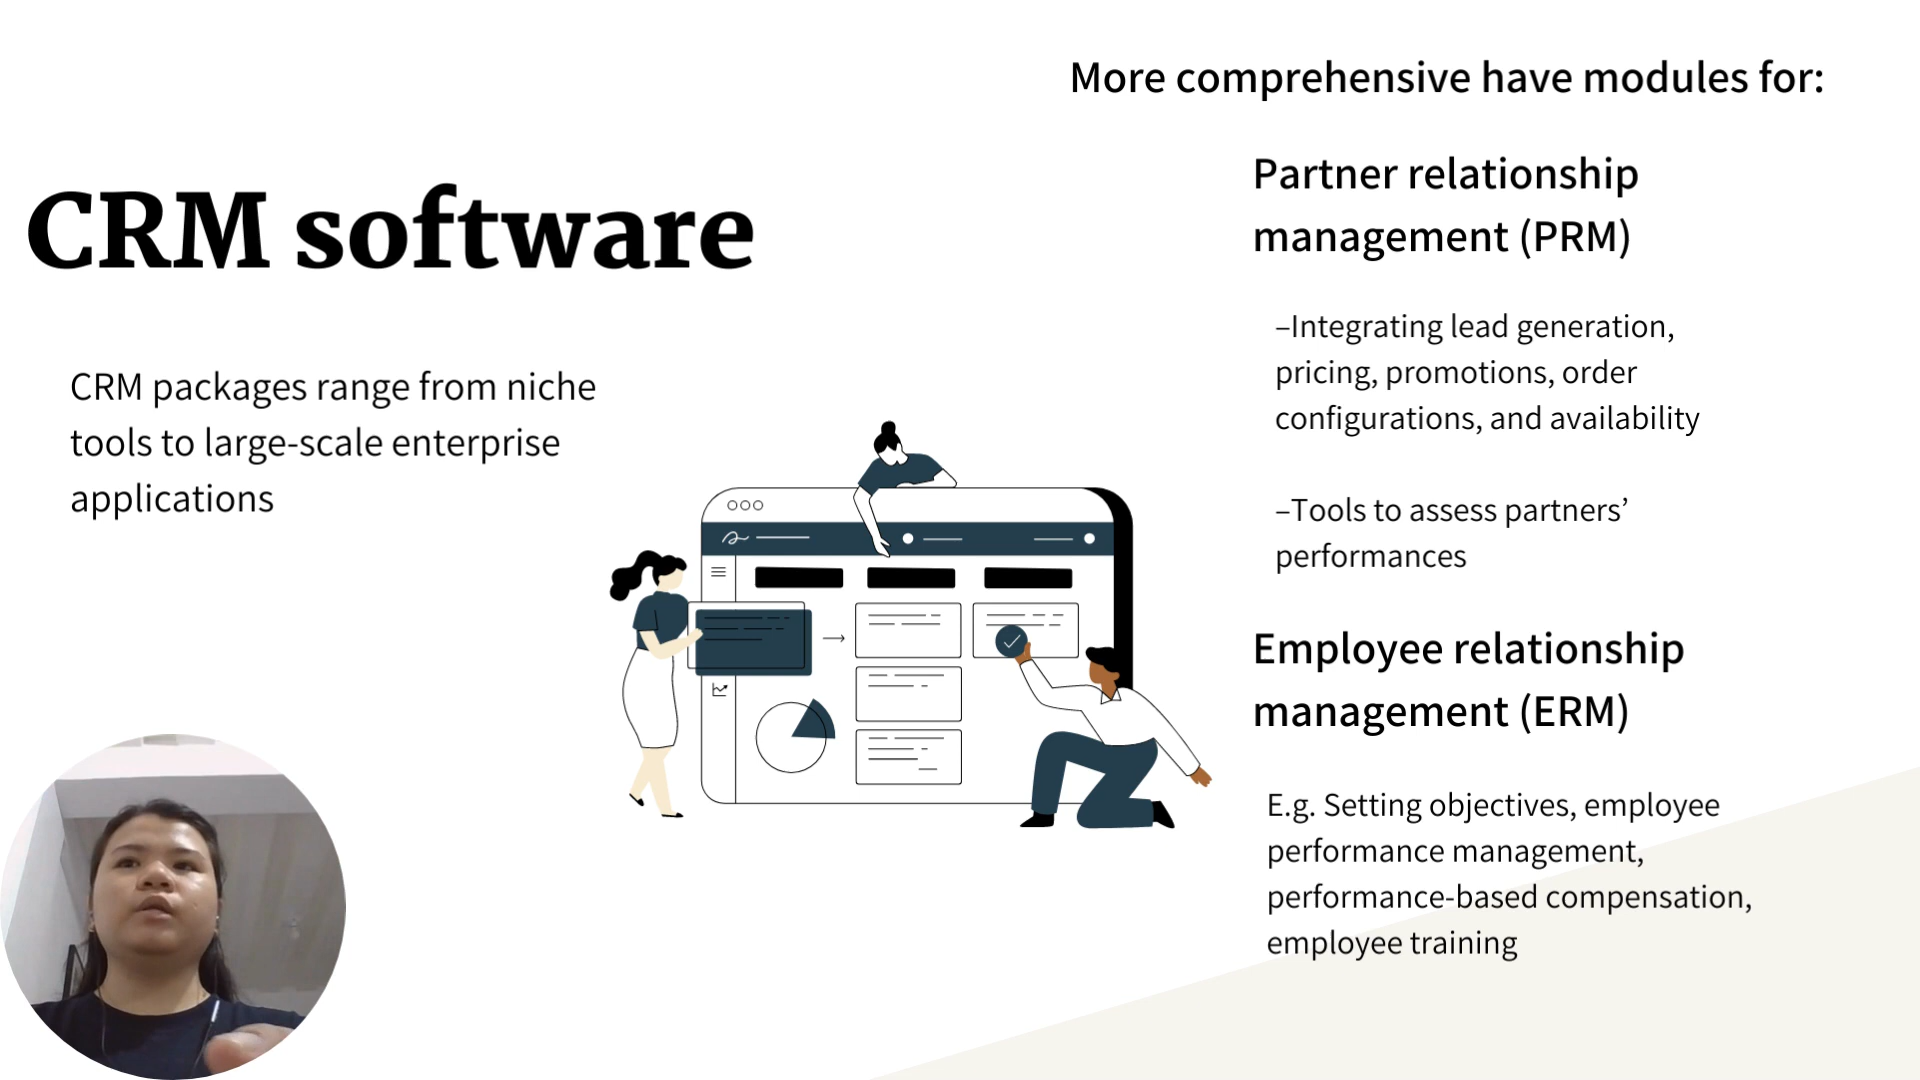 CRM software
CRM packages range from niche
tools to large-scale enterprise
applications
More comprehensive have modules for:
Partner relationship
management (PRM)
–Integrating lead generation,
pricing, promotions, order
configurations, and availability
–Tools to assess partners’
performances
Employee relationship
management (ERM)
E.g. Setting objectives, employee
performance management,
performance-based compensation,
employee training